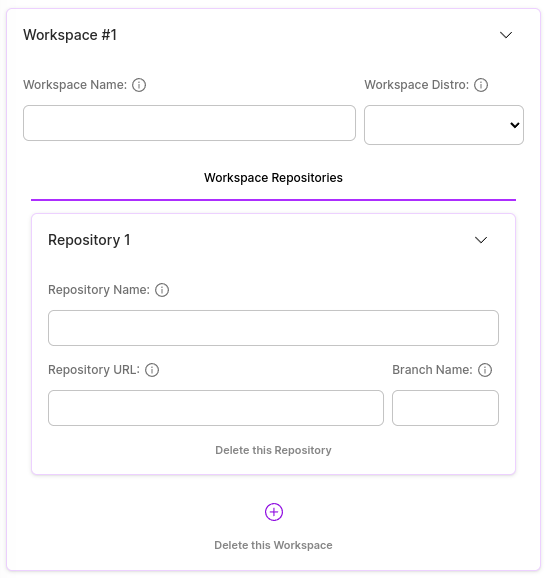 Workspace #1
Workspace Name: Workspace Distro:
Workspace Repositories
Repository 1
Repository Name:
Repository URL: Branch Name:
Delete this Repository
Delete this Workspace